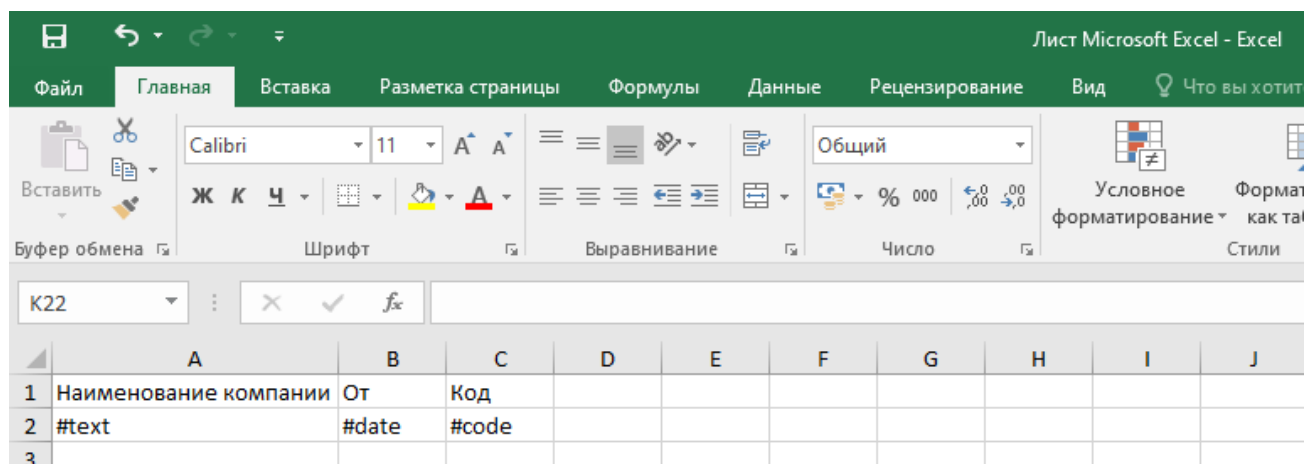 Лист Microsoft Excel - Excel
Файл Главная Вставка Разметка страницы Формулы Данные Рецензирование Вид Что вы хотит
Calibri 11 Общий
Вставить Ж К Ч % 000 Условное форматирование Формат как та
Буфер обмена Шрифт Выравнивание Число Стили
K22 fx
A B C D E F G H I J
1 Наименование компании От Код
2 #text #date #code
3